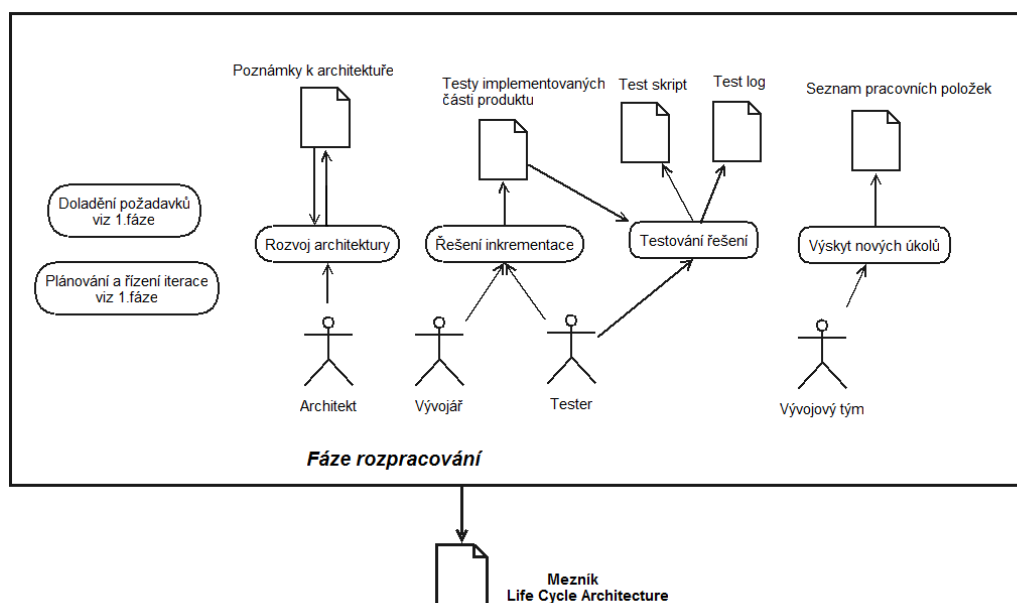 Poznámky k architektuře
Testy implementovaných
části produktu
Test skript
Test log
Seznam pracovních položek
Doladění požadavků
viz 1.fáze
Rozvoj architektury
Řešení inkrementace
Testování řešení
Výskyt nových úkolů
Plánování a řízení iterace
viz 1.fáze
Architekt
Vývojář
Tester
Vývojový tým
Fáze rozpracování
Mezník
Life Cycle Architecture